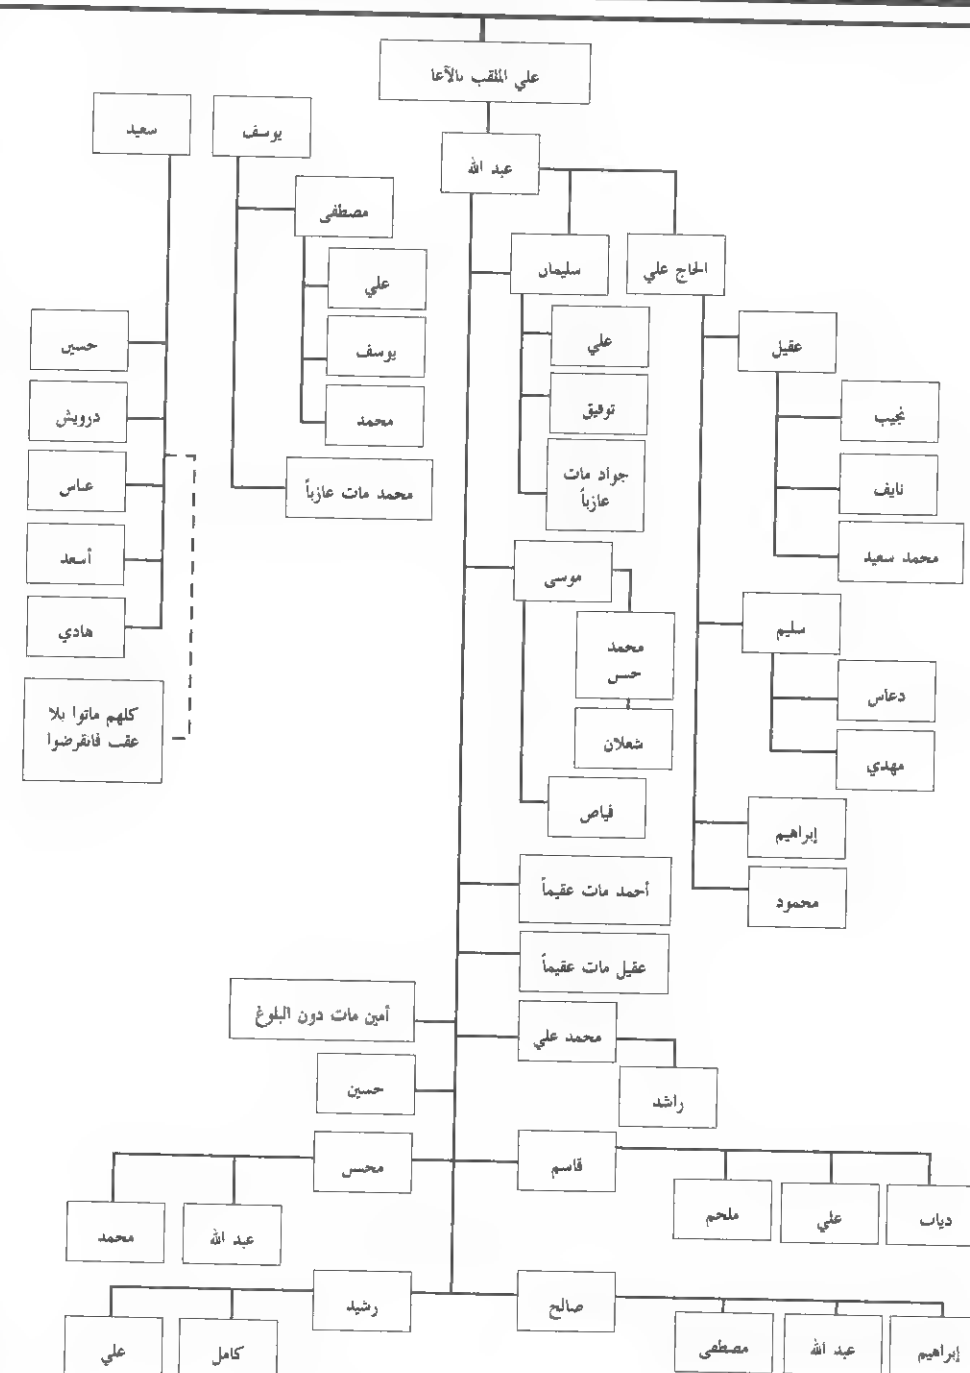 علي الملقب بالآغا
عبد الله
يوسف
سعيد
الحاج علي
سليمان
مصطفى
علي
يوسف
محمد
محمد مات عازباً
حسين
درويش
عباس
أسعد
هادي
كلهم ماتوا بلا
عقب فانقرضوا
عقيل
نجيب
نايف
محمد سعيد
سليم
دعاس
مهدي
إبراهيم
محمود
علي
توفيق
جواد مات
عازباً
موسى
محمد
حسن
شعلان
فياض
أحمد مات عقيماً
عقيل مات عقيماً
أمين مات دون البلوغ
محمد علي
راشد
حسين
قاسم
دياب
علي
ملحم
محسن
عبد الله
محمد
صالح
إبراهيم
عبد الله
مصطفى
رشيد
كامل
علي